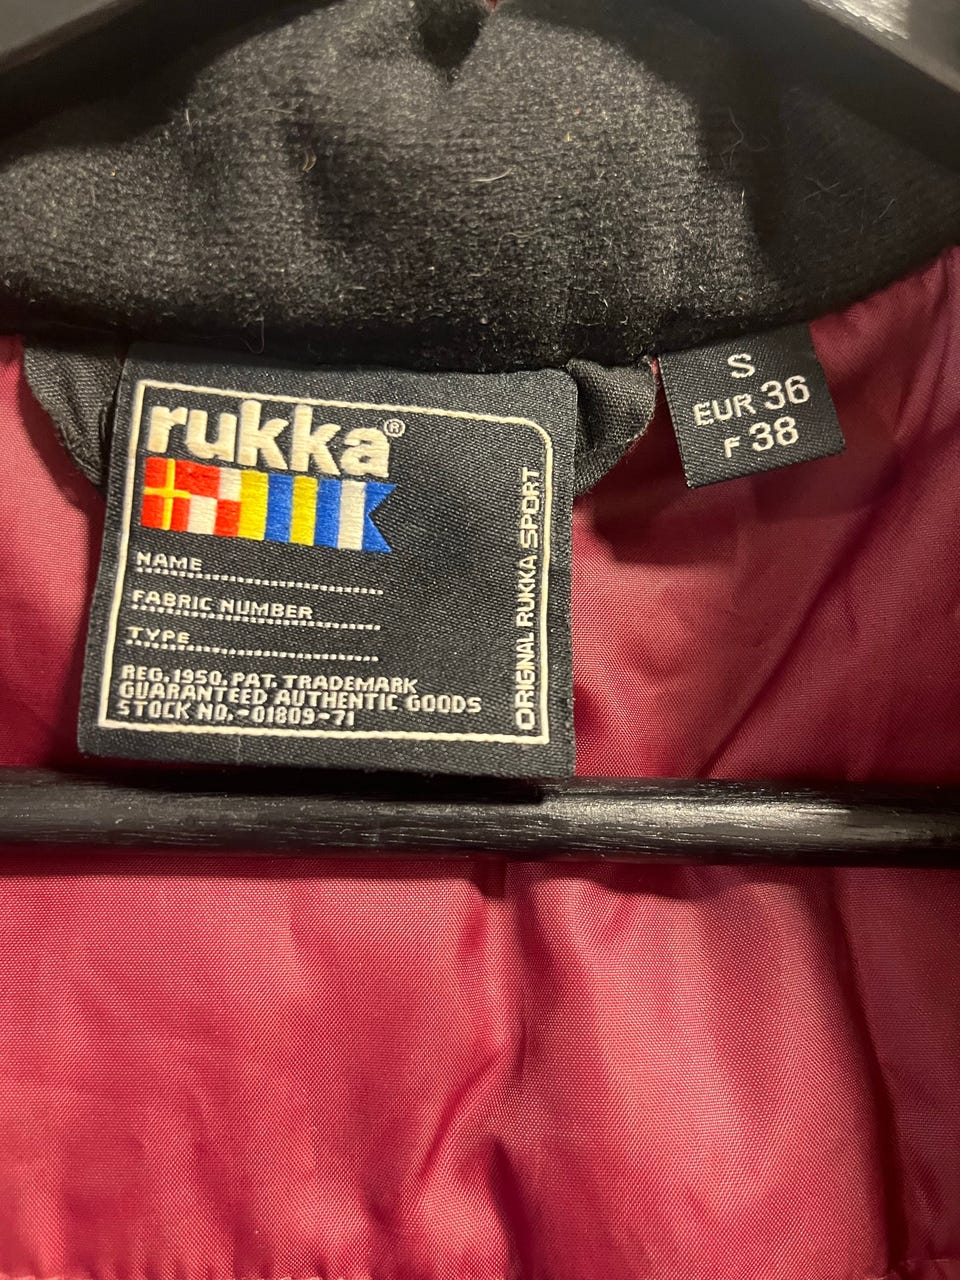 rukka®
NAME
FABRIC NUMBER
TYPE
REG. 1950. PAT. TRADEMARK
GUARANTEED AUTHENTIC GOODS
STOCK NO.-01809-71
ORIGINAL RUKKA SPORT
S
EUR 36
F 38